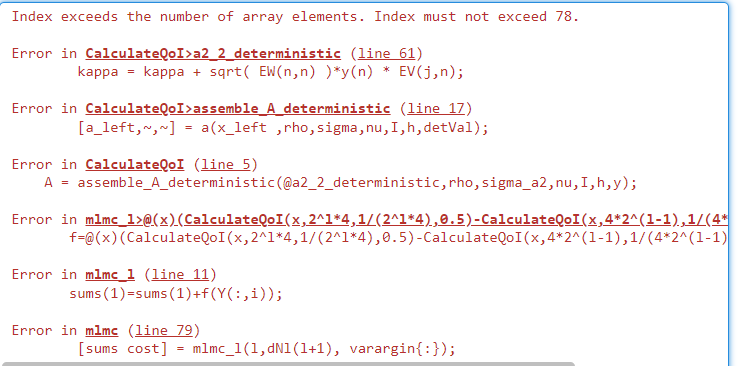 Index exceeds the number of array elements. Index must not exceed 78.
Error in CalculateQoI>a2_2_deterministic (line 61)
kappa = kappa + sqrt( EW(n,n) )*y(n) * EV(j,n);
Error in CalculateQoI>assemble_A_deterministic (line 17)
[a_left,~,~] = a(x_left ,rho,sigma,nu,I,h,detVal);
Error in CalculateQoI (line 5)
A = assemble_A_deterministic(@a2_2_deterministic,rho,sigma_a2,nu,I,h,y);
Error in mlmc_l>@(x)(CalculateQoI(x,2^l*4,1/(2^l*4),0.5)-CalculateQoI(x,4*2^(l-1),1/(4*
f=@(x)(CalculateQoI(x,2^l*4,1/(2^l*4),0.5)-CalculateQoI(x,4*2^(l-1),1/(4*2^(l-1)
Error in mlmc_l (line 11)
sums(1)=sums(1)+f(Y(:,i));
Error in mlmc (line 79)
[sums cost] = mlmc_l(l,dNl(l+1), varargin{:});